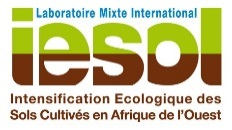 Laboratoire Mixte International
iesol
Intensification Ecologique des
Sols Cultivés en Afrique de l'Ouest